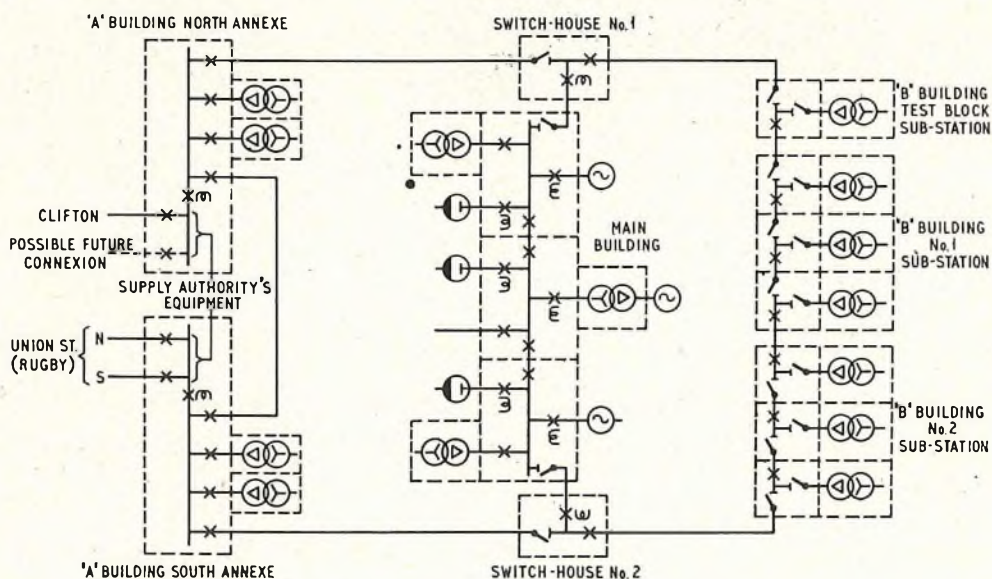 'A' BUILDING NORTH ANNEXE
SWITCH-HOUSE No.1
'B' BUILDING
TEST BLOCK
SUB-STATION
CLIFTON
POSSIBLE FUTURE
CONNEXION
SUPPLY AUTHORITY'S
EQUIPMENT
MAIN
BUILDING
'B' BUILDING
No.1
SUB-STATION
UNION ST.
(RUGBY)
N
S
'B' BUILDING
No.2
SUB-STATION
'A' BUILDING SOUTH ANNEXE
SWITCH-HOUSE No.2